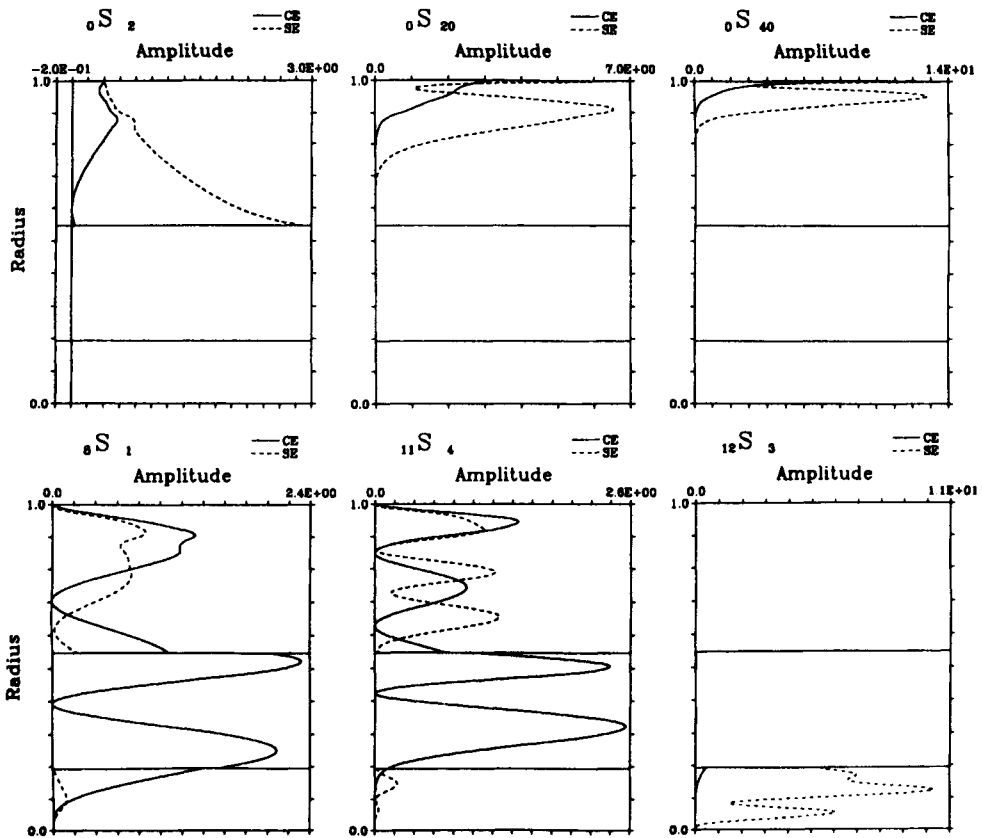 0S2 CE
SE
Amplitude
-2.0E-01 3.0E+00
1.0
Radius
0.0
0S20 CE
SE
Amplitude
0.0 7.0E+00
1.0
0.0
0S40 CE
SE
Amplitude
0.0 1.4E+01
1.0
0.0
8S1 CE
SE
Amplitude
0.0 2.4E+00
1.0
Radius
0.0
11S4 CE
SE
Amplitude
0.0 2.6E+00
1.0
0.0
12S3 CE
SE
Amplitude
0.0 1.1E+01
1.0
0.0